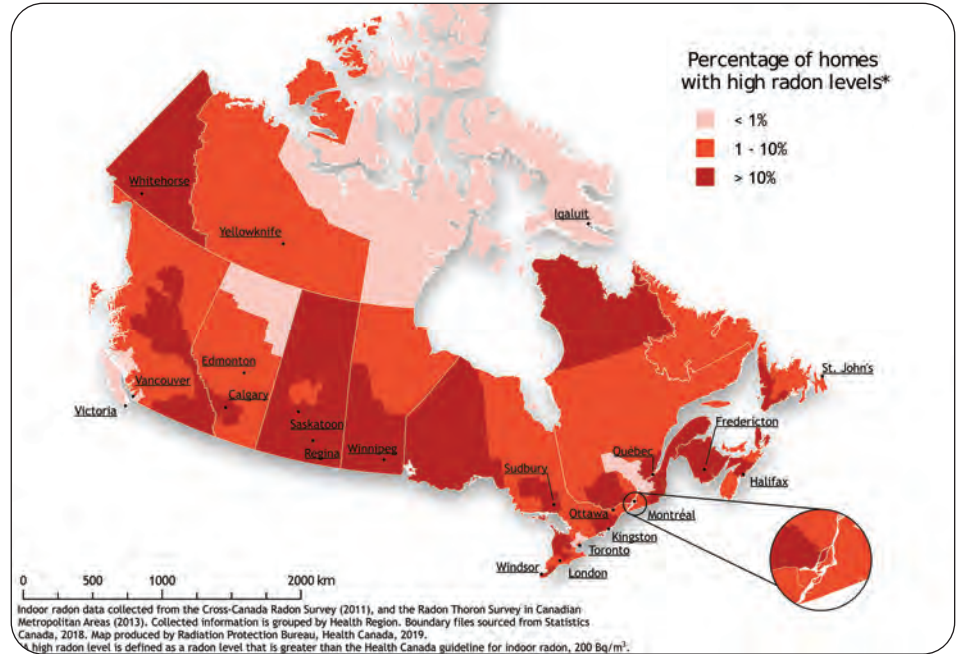 Percentage of homes
with high radon levels*
< 1%
1 - 10%
> 10%
Whitehorse
Iqaluit
Yellowknife
Edmonton
St. John's
Vancouver
Calgary
Victoria
Fredericton
Saskatoon
Regina
Winnipeg
Québec
Sudbury
Halifax
Ottawa
Montréal
Kingston
Toronto
Windsor
London
0 500 1000 2000 km
Indoor radon data collected from the Cross-Canada Radon Survey (2011), and the Radon Thoron Survey in Canadian
Metropolitan Areas (2013). Collected information is grouped by Health Region. Boundary files sourced from Statistics
Canada, 2018. Map produced by Radiation Protection Bureau, Health Canada, 2019.
A high radon level is defined as a radon level that is greater than the Health Canada guideline for indoor radon, 200 Bq/m³.